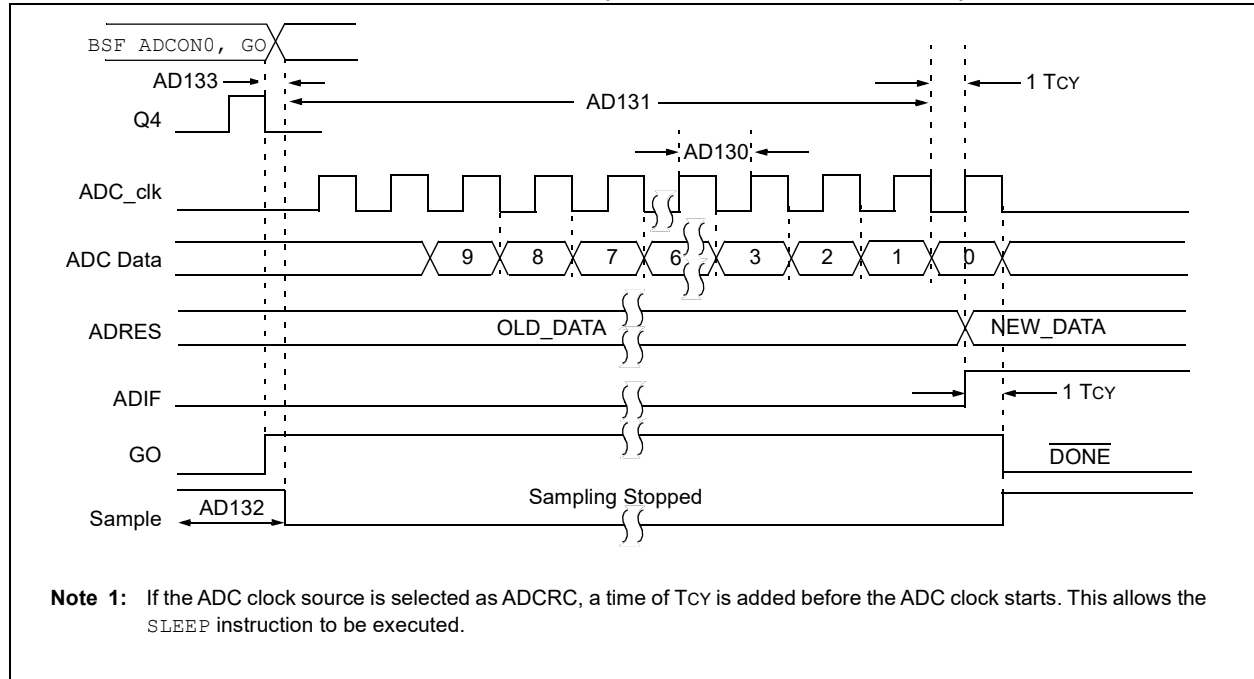 BSF ADCON0, GO
AD133
1 TCY
AD131
Q4
AD130
ADC_clk
ADC Data 9 8 7 6 3 2 1 0
ADRES OLD_DATA NEW_DATA
ADIF 1 TCY
GO DONE
Sample AD132 Sampling Stopped
Note 1: If the ADC clock source is selected as ADCRC, a time of TCY is added before the ADC clock starts. This allows the
SLEEP instruction to be executed.